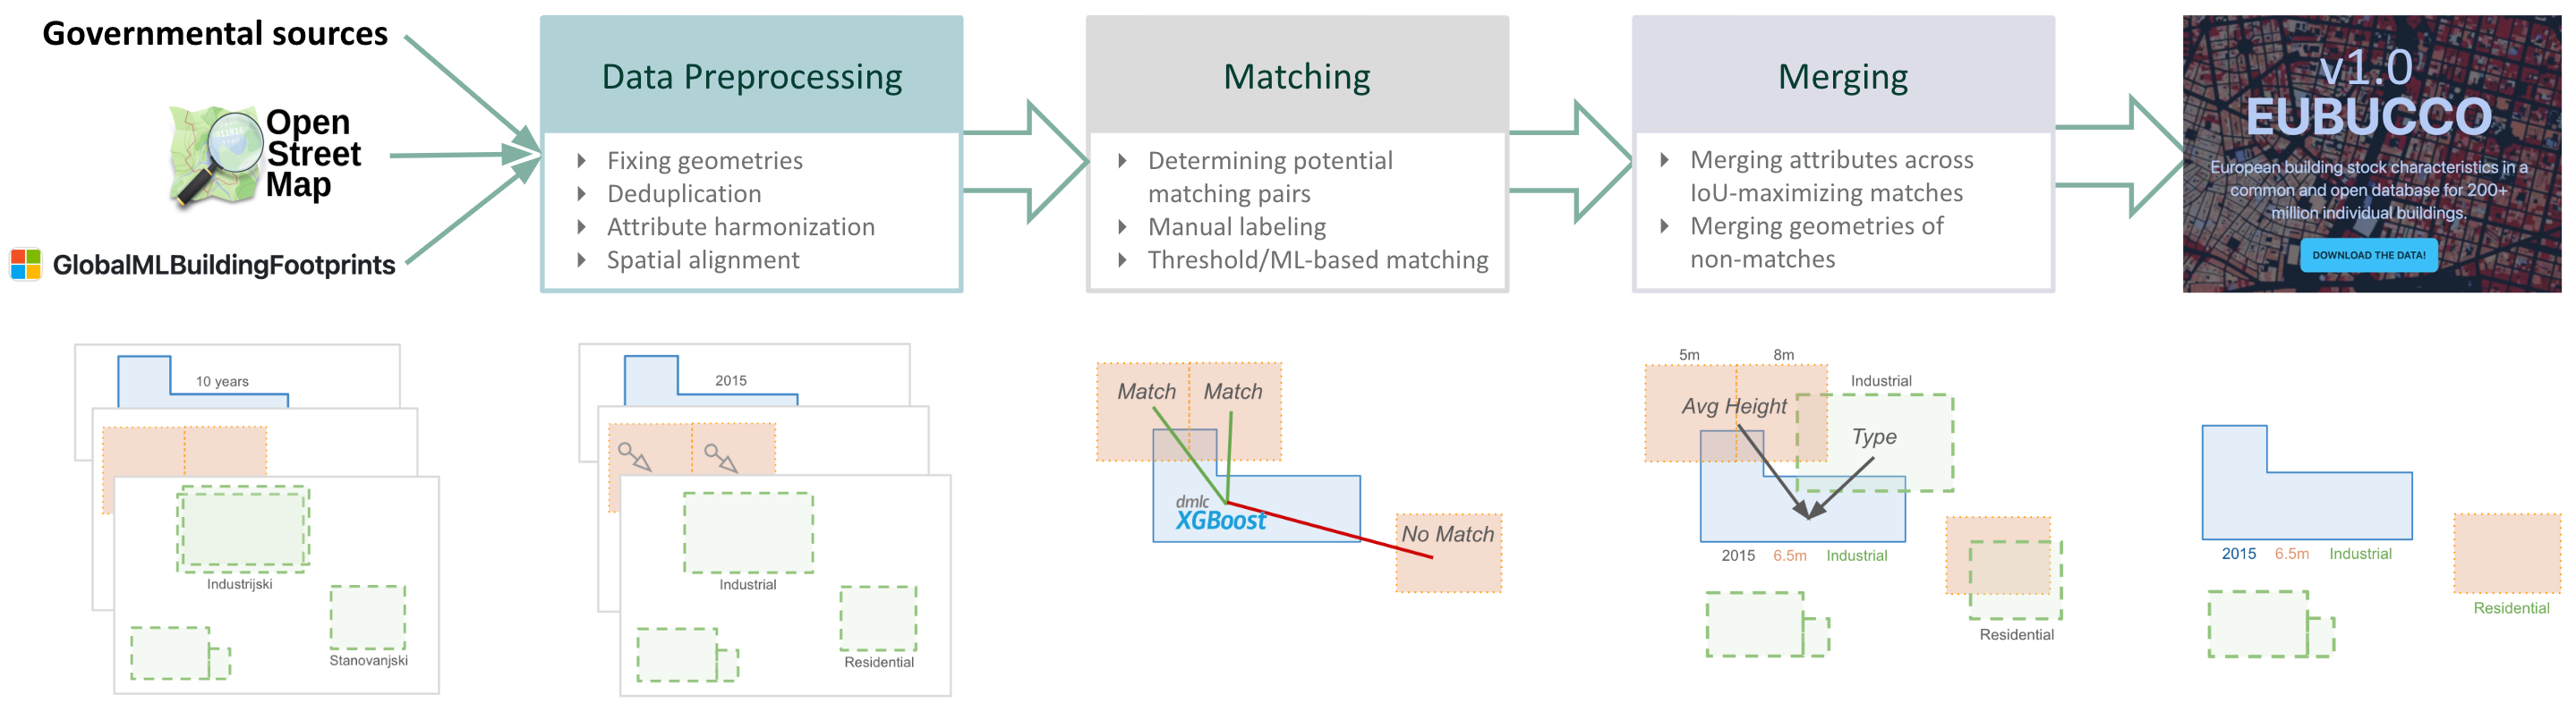 Governmental sources
Open
Street
Map
GlobalMLBuildingFootprints
Data Preprocessing
Fixing geometries
Deduplication
Attribute harmonization
Spatial alignment
Matching
Determining potential
matching pairs
Manual labeling
Threshold/ML-based matching
Merging
Merging attributes across
IoU-maximizing matches
Merging geometries of
non-matches
v1.0
EUBUCCO
European building stock characteristics in a
common and open database for 200+
million individual buildings.
DOWNLOAD THE DATA!
10 years
Industrijski
Stanovanjski
2015
Industrial
Residential
Match Match
dmlc
XGBoost
No Match
5m 8m
Industrial
Avg Height
Type
2015 6.5m Industrial
Residential
2015 6.5m Industrial
Residential